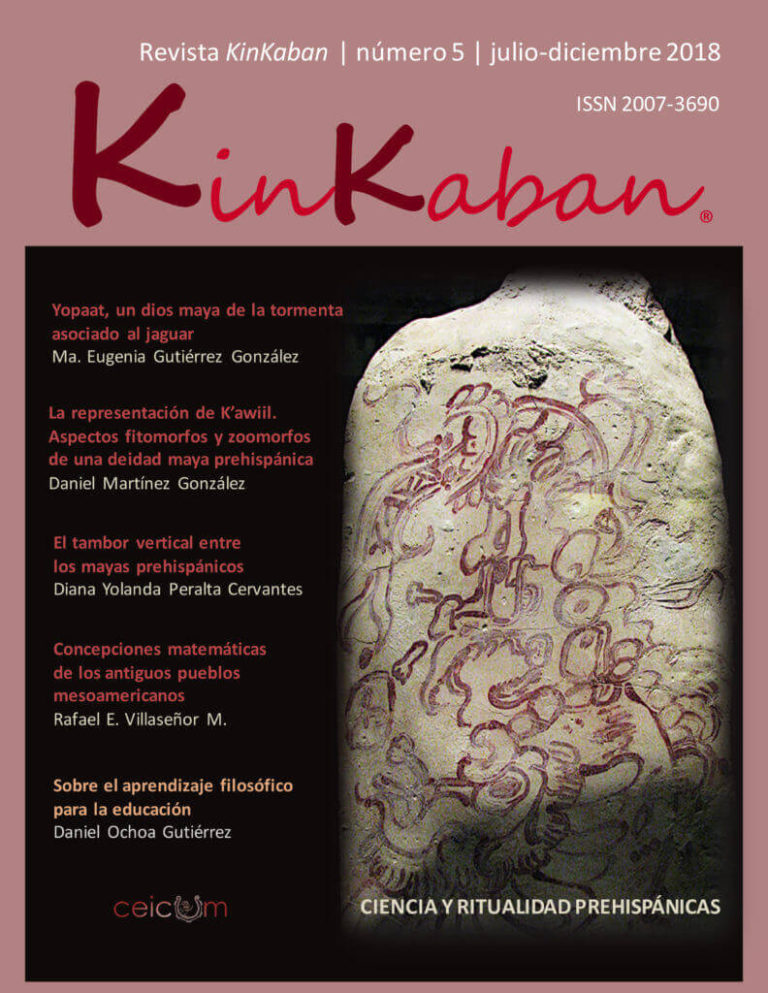 Revista KinKaban | número 5 | julio-diciembre 2018
ISSN 2007-3690
KinKaban®
Yopaat, un dios maya de la tormenta
asociado al jaguar
Ma. Eugenia Gutiérrez González
La representación de K’awiil.
Aspectos fitomorfos y zoomorfos
de una deidad maya prehispánica
Daniel Martínez González
El tambor vertical entre
los mayas prehispánicos
Diana Yolanda Peralta Cervantes
Concepciones matemáticas
de los antiguos pueblos
mesoamericanos
Rafael E. Villaseñor M.
Sobre el aprendizaje filosófico
para la educación
Daniel Ochoa Gutiérrez
ceicum
CIENCIA Y RITUALIDAD PREHISPÁNICAS